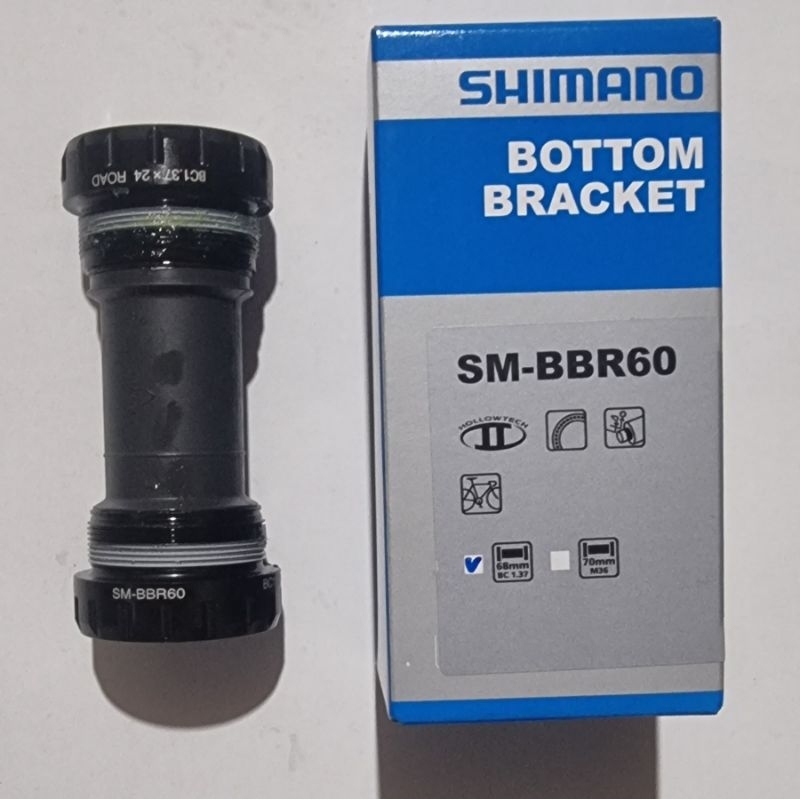 BC1.37 × 24 ROAD
SM-BBR60
BC1
SHIMANO
BOTTOM
BRACKET
SM-BBR60
HOLLOWTECH
II
68mm
BC 1.37
70mm
M36